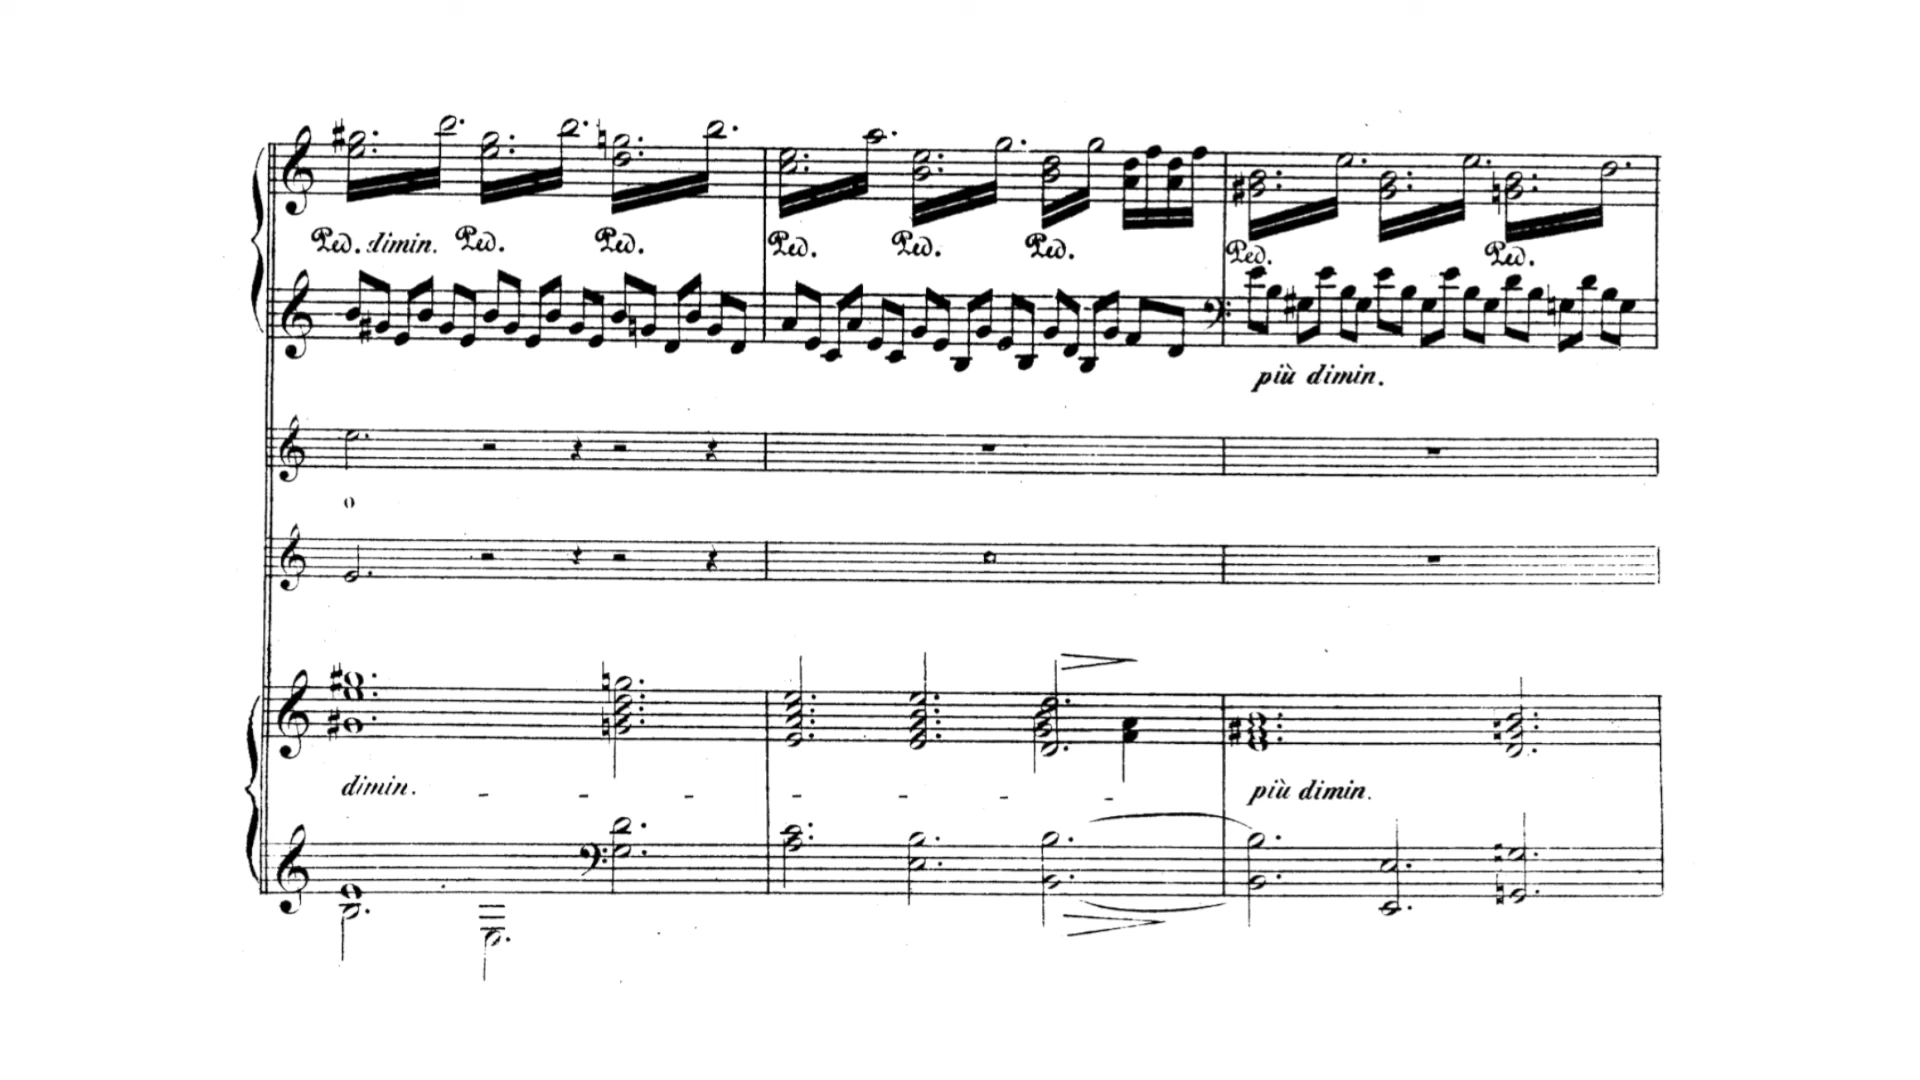 Ped. dimin. Ped. Ped. Ped. Ped. Ped. Ped. Ped.
più dimin.
o
dimin. - - - - - - - più dimin.